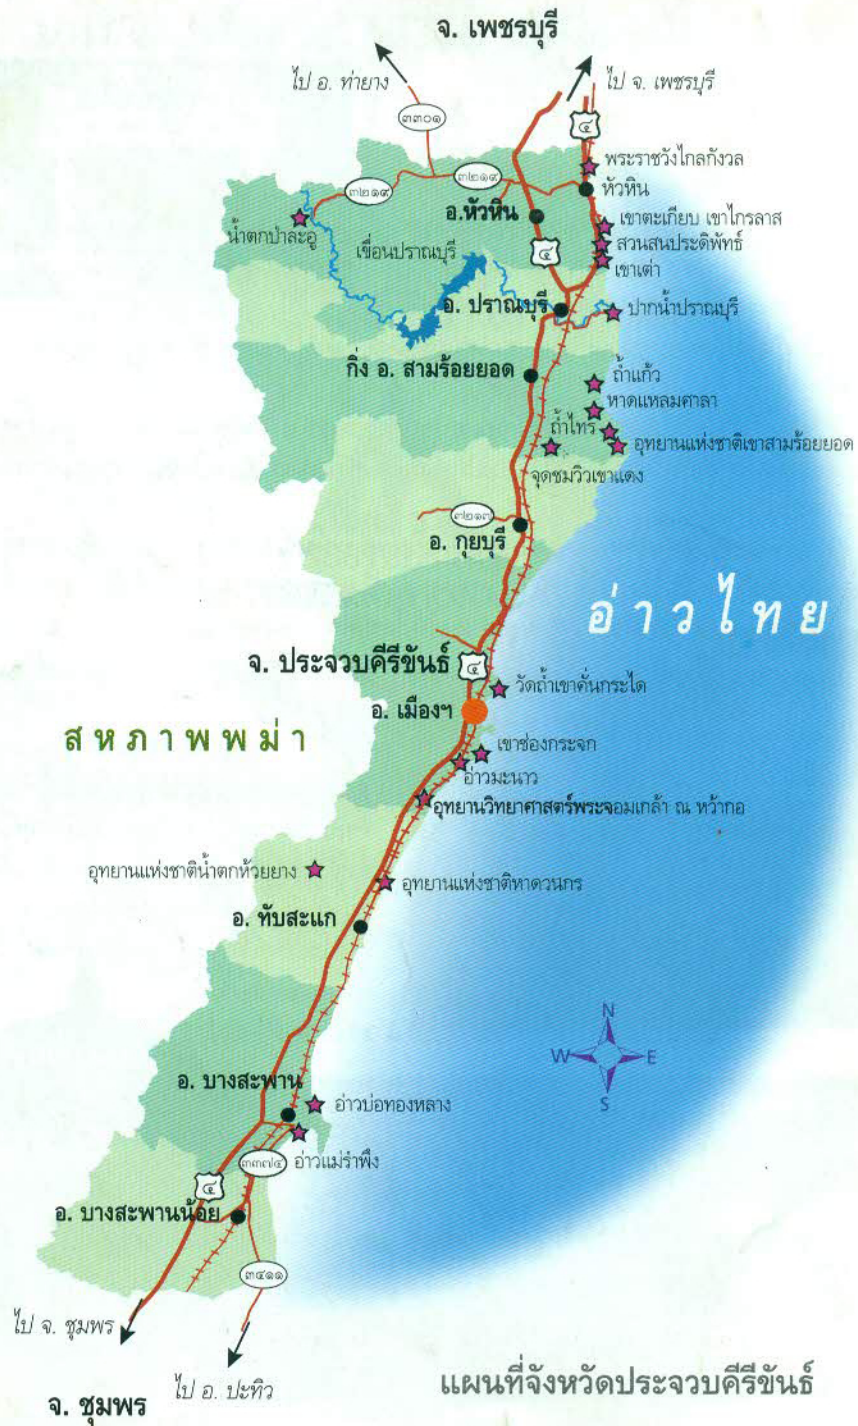 จ. เพชรบุรี
ไป อ. ท่ายาง
ไป จ. เพชรบุรี
๓๓๐๑
๔
พระราชวังไกลกังวล
๓๒๑๙
๓๒๑๙
หัวหิน
น้ำตกป่าละอู
อ.หัวหิน
เขาตะเกียบ เขาไกรลาส
สวนสนประดิพัทธ์
เขื่อนปราณบุรี
๔
เขาเต่า
อ. ปราณบุรี
ปากน้ำปราณบุรี
กิ่ง อ. สามร้อยยอด
ถ้ำแก้ว
หาดแหลมศาลา
ถ้ำไทร
อุทยานแห่งชาติเขาสามร้อยยอด
จุดชมวิวเขาแดง
๓๒๑๗
อ. กุยบุรี
อ่าวไทย
จ. ประจวบคีรีขันธ์
๔
วัดถ้ำเขาคั่นกระได
อ. เมืองฯ
สหภาพพม่า
เขาช่องกระจก
อ่าวมะนาว
อุทยานวิทยาศาสตร์พระจอมเกล้า ณ หว้ากอ
อุทยานแห่งชาติน้ำตกห้วยยาง
อุทยานแห่งชาติหาดวนกร
อ. ทับสะแก
N
W
E
S
อ. บางสะพาน
อ่าวบ่อทองหลาง
๓๓๗๔
อ่าวแม่รำพึง
๔
อ. บางสะพานน้อย
๓๔๑๑
ไป จ. ชุมพร
ไป อ. ปะทิว
จ. ชุมพร
แผนที่จังหวัดประจวบคีรีขันธ์